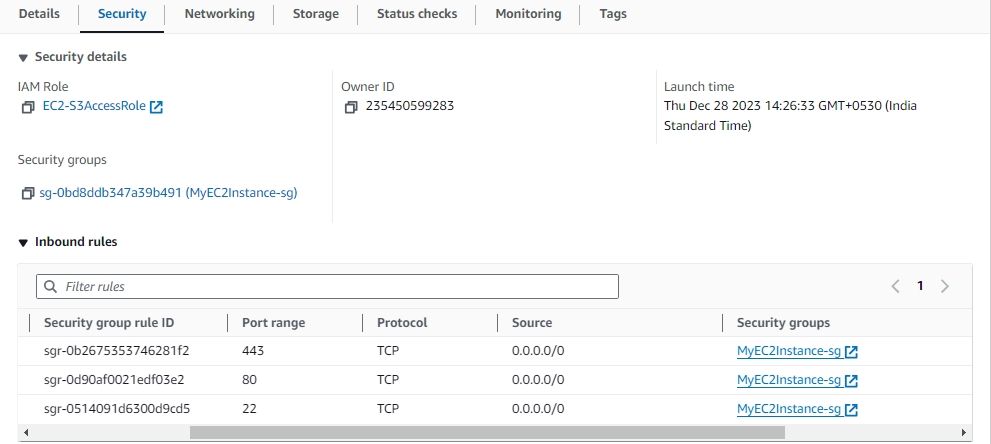 Details Security Networking Storage Status checks Monitoring Tags
Security details
IAM Role Owner ID Launch time
EC2-S3AccessRole 235450599283 Thu Dec 28 2023 14:26:33 GMT+0530 (India
Standard Time)
Security groups
sg-0bd8ddb347a39b491 (MyEC2Instance-sg)
Inbound rules
Filter rules 1
Security group rule ID Port range Protocol Source Security groups
sgr-0b2675353746281f2 443 TCP 0.0.0.0/0 MyEC2Instance-sg
sgr-0d90af0021edf03e2 80 TCP 0.0.0.0/0 MyEC2Instance-sg
sgr-0514091d6300d9cd5 22 TCP 0.0.0.0/0 MyEC2Instance-sg